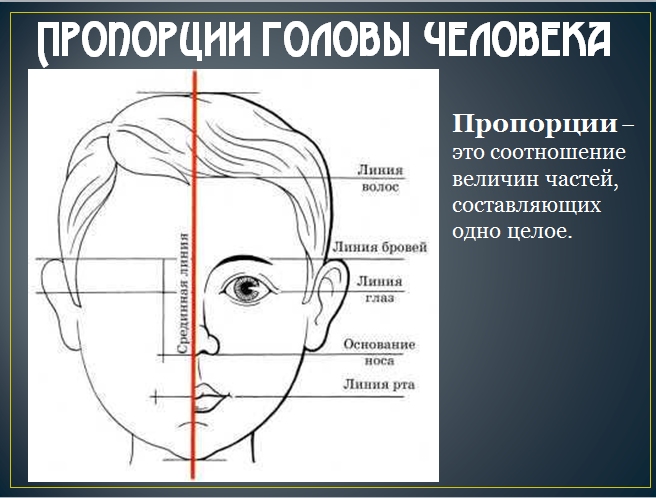 ПРОПОРЦИИ ГОЛОВЫ ЧЕЛОВЕКА
Пропорции –
это соотношение
величин частей,
составляющих
одно целое.
Линия
волос
Линия бровей
Линия
глаз
Срединная линия
Основание
носа
Линия рта